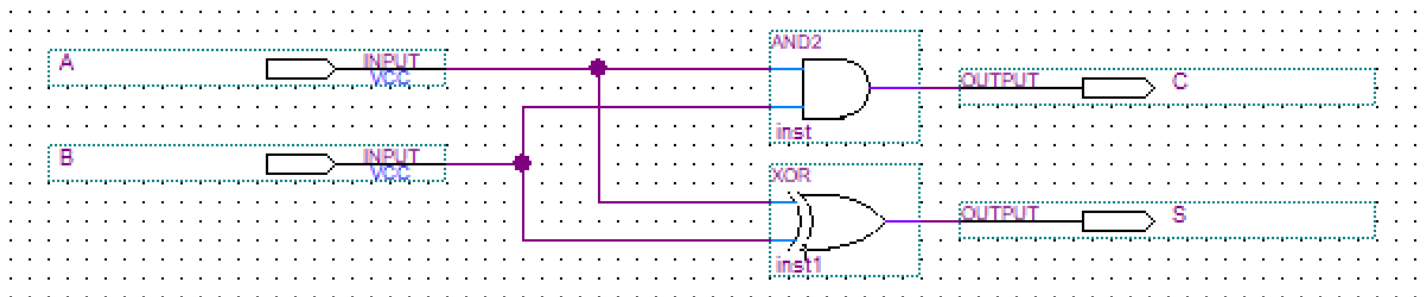 A INPUT
VCC
AND2
inst
OUTPUT C
B INPUT
VCC
XOR
inst1
OUTPUT S